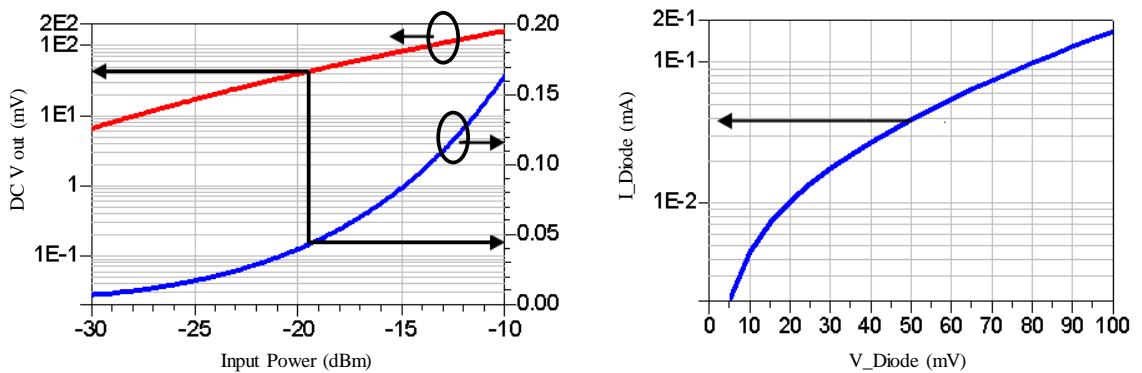 2E2
1E2
1E1
1
1E-1
DC V out (mV)
0.20
0.15
0.10
0.05
0.00
-30
-25
-20
-15
-10
Input Power (dBm)
2E-1
1E-1
1E-2
I_Diode (mA)
0
10
20
30
40
50
60
70
80
90
100
V_Diode (mV)